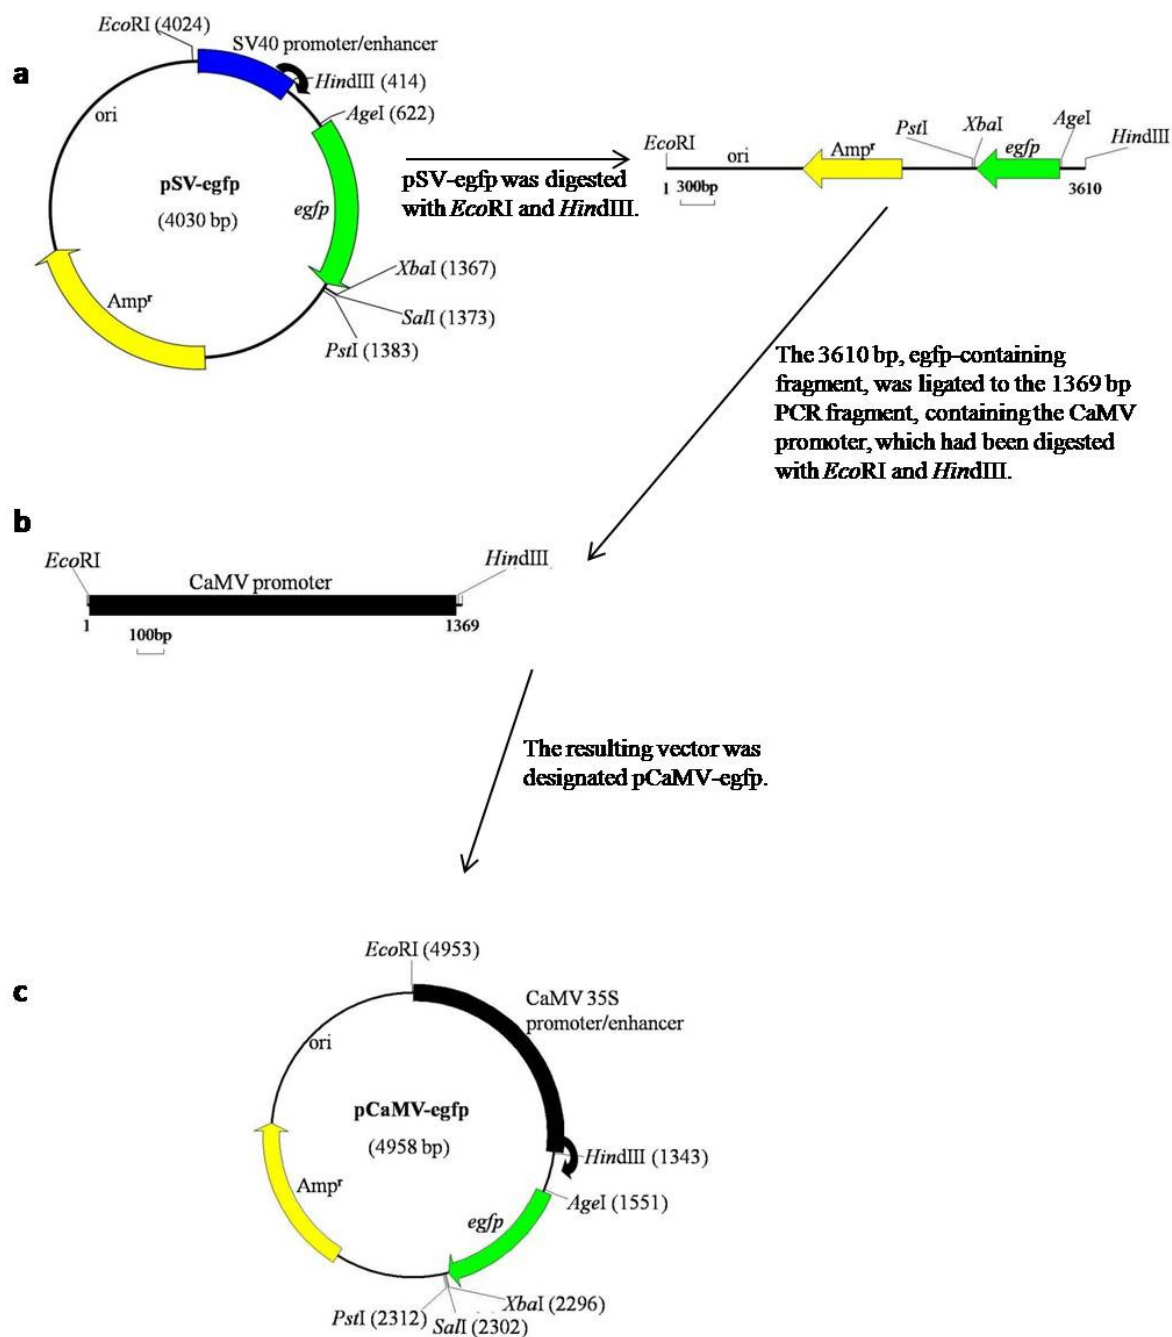 a
EcoRI (4024)
SV40 promoter/enhancer
HindIII (414)
AgeI (622)
ori
pSV-egfp
(4030 bp)
egfp
XbaI (1367)
SalI (1373)
PstI (1383)
Ampr
pSV-egfp was digested
with EcoRI and HindIII.
EcoRI
ori
Ampr
PstI
XbaI
egfp
AgeI
HindIII
1
300bp
3610
The 3610 bp, egfp-containing
fragment, was ligated to the 1369 bp
PCR fragment, containing the CaMV
promoter, which had been digested
with EcoRI and HindIII.
b
EcoRI
CaMV promoter
HindIII
1
100bp
1369
The resulting vector was
designated pCaMV-egfp.
c
EcoRI (4953)
CaMV 35S
promoter/enhancer
ori
pCaMV-egfp
(4958 bp)
HindIII (1343)
AgeI (1551)
egfp
Ampr
XbaI (2296)
PstI (2312)
SalI (2302)